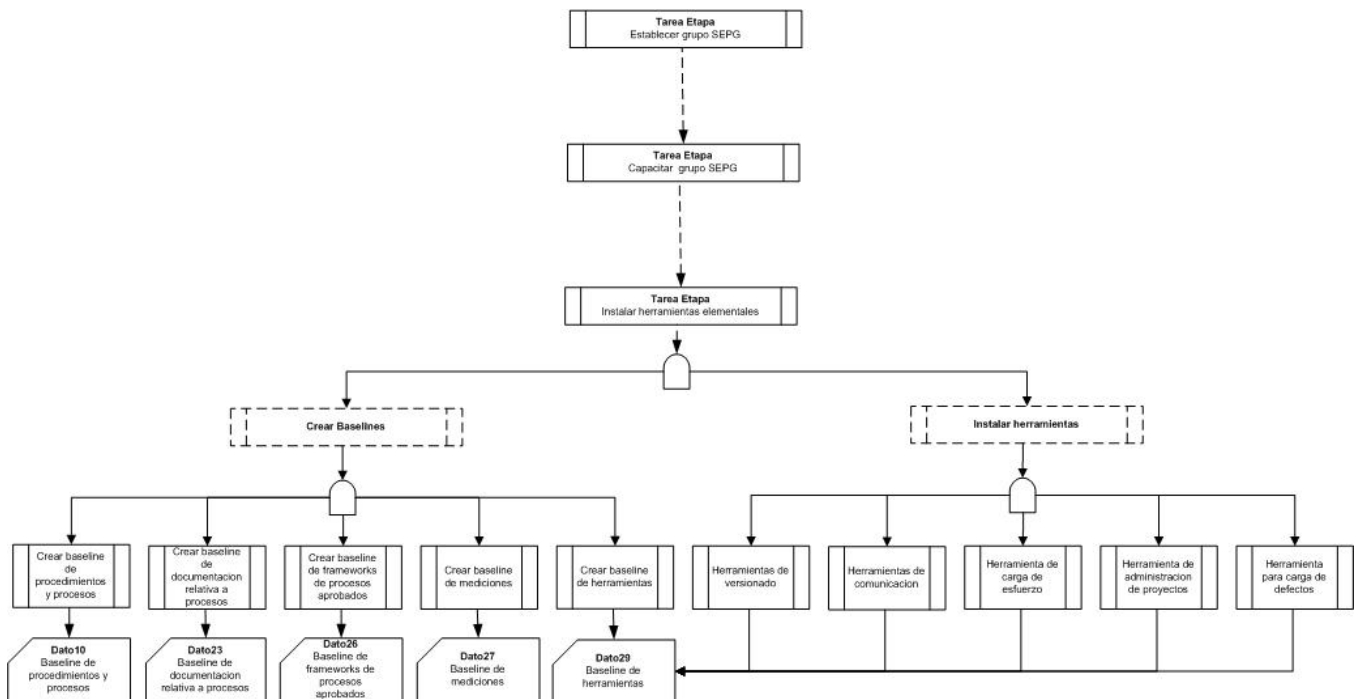 Tarea Etapa
Establecer grupo SEPG
Tarea Etapa
Capacitar grupo SEPG
Tarea Etapa
Instalar herramientas elementales
Crear Baselines
Instalar herramientas
Crear baseline
de
procedimientos
y procesos
Crear baseline
de
documentacion
relativa a
procesos
Crear baseline
de frameworks
de procesos
aprobados
Crear baseline
de mediciones
Crear baseline
de herramientas
Herramientas de
versionado
Herramientas de
comunicacion
Herramienta de
carga de
esfuerzo
Herramienta de
administracion
de proyectos
Herramienta
para carga de
defectos
Dato10
Baseline de
procedimientos y
procesos
Dato23
Baseline de
documentacion
relativa a procesos
Dato26
Baseline de
frameworks de
procesos
aprobados
Dato27
Baseline de
mediciones
Dato29
Baseline de
herramientas